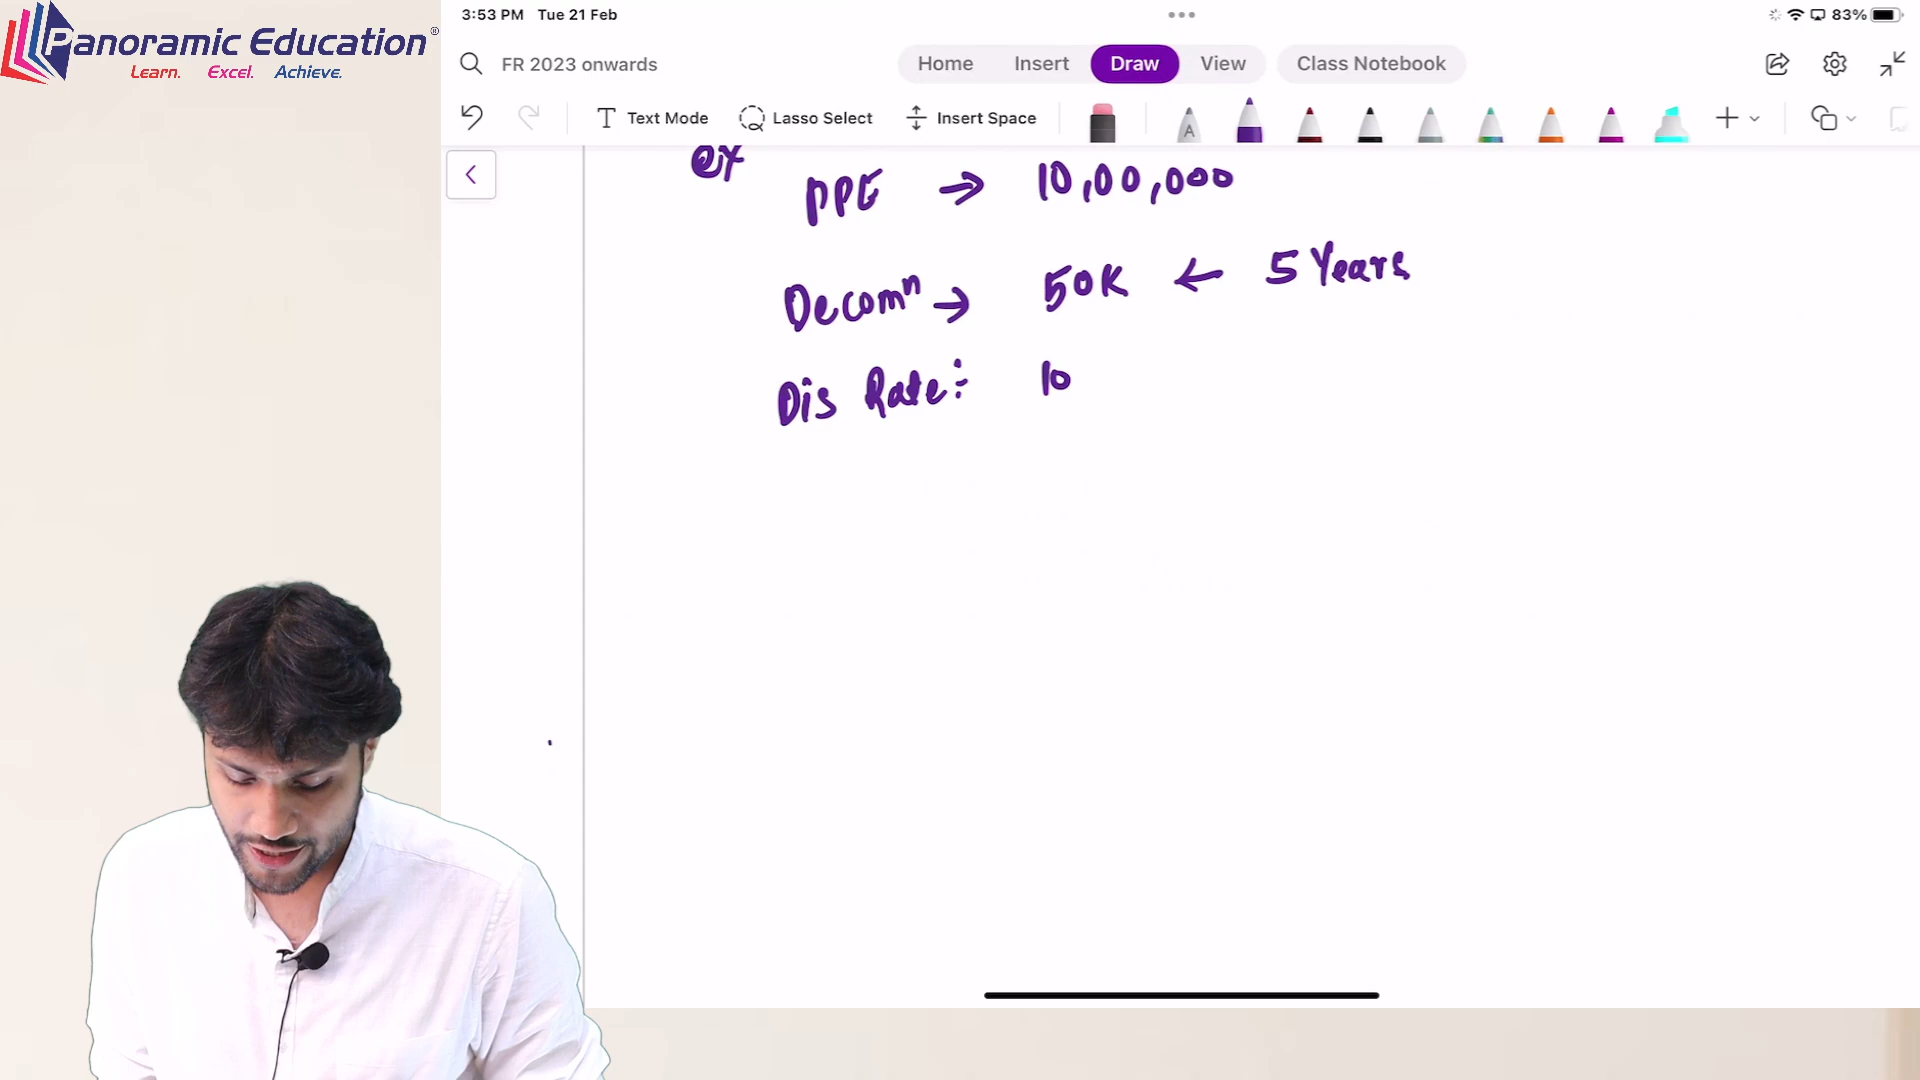 Panoramic Education®
Learn. Excel. Achieve.
3:53 PM Tue 21 Feb
83%
FR 2023 onwards
Home Insert Draw View Class Notebook
Text Mode Lasso Select Insert Space
A
ex
PPE → 10,00,000
Decomⁿ → 50K ← 5 Years
Dis Rate:- 10